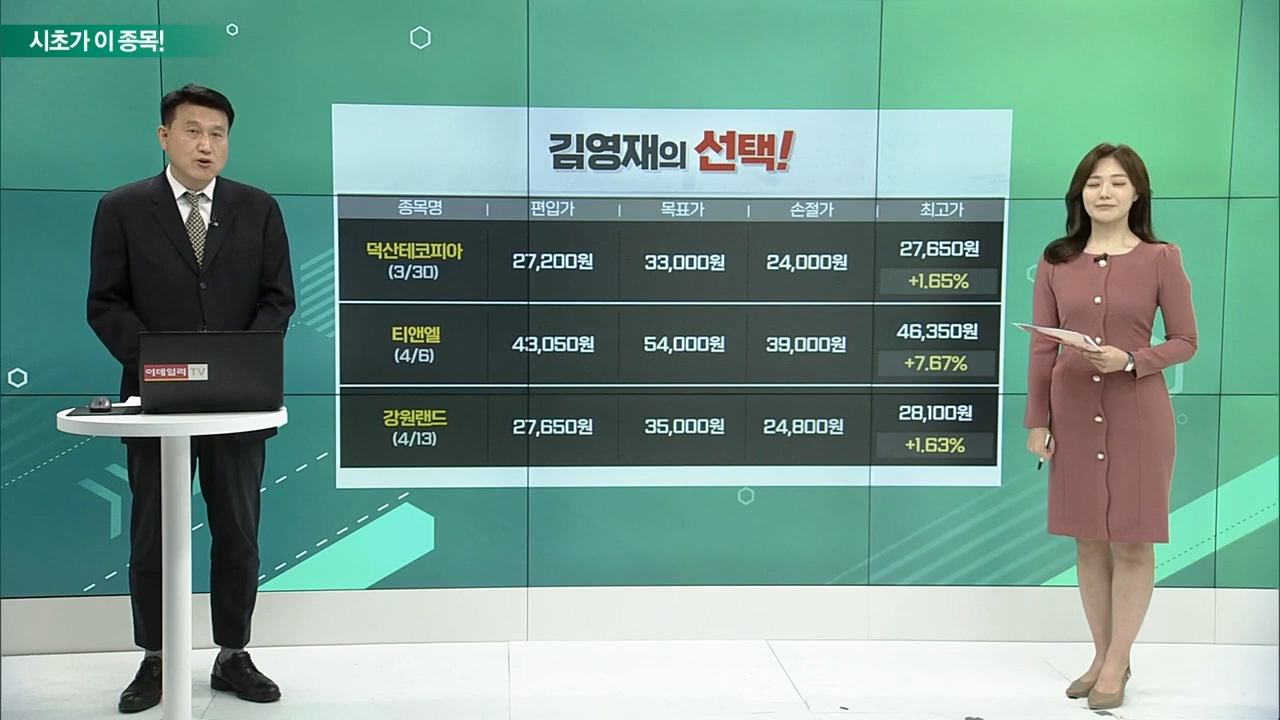 시초가 이 종목!
김영재의 선택!
종목명 | 편입가 | 목표가 | 손절가 | 최고가
덕산테코피아 (3/30) 27,200원 33,000원 24,000원 27,650원 +1.65%
티앤엘 (4/6) 43,050원 54,000원 39,000원 46,350원 +7.67%
강원랜드 (4/13) 27,650원 35,000원 24,800원 28,100원 +1.63%
이데일리 TV